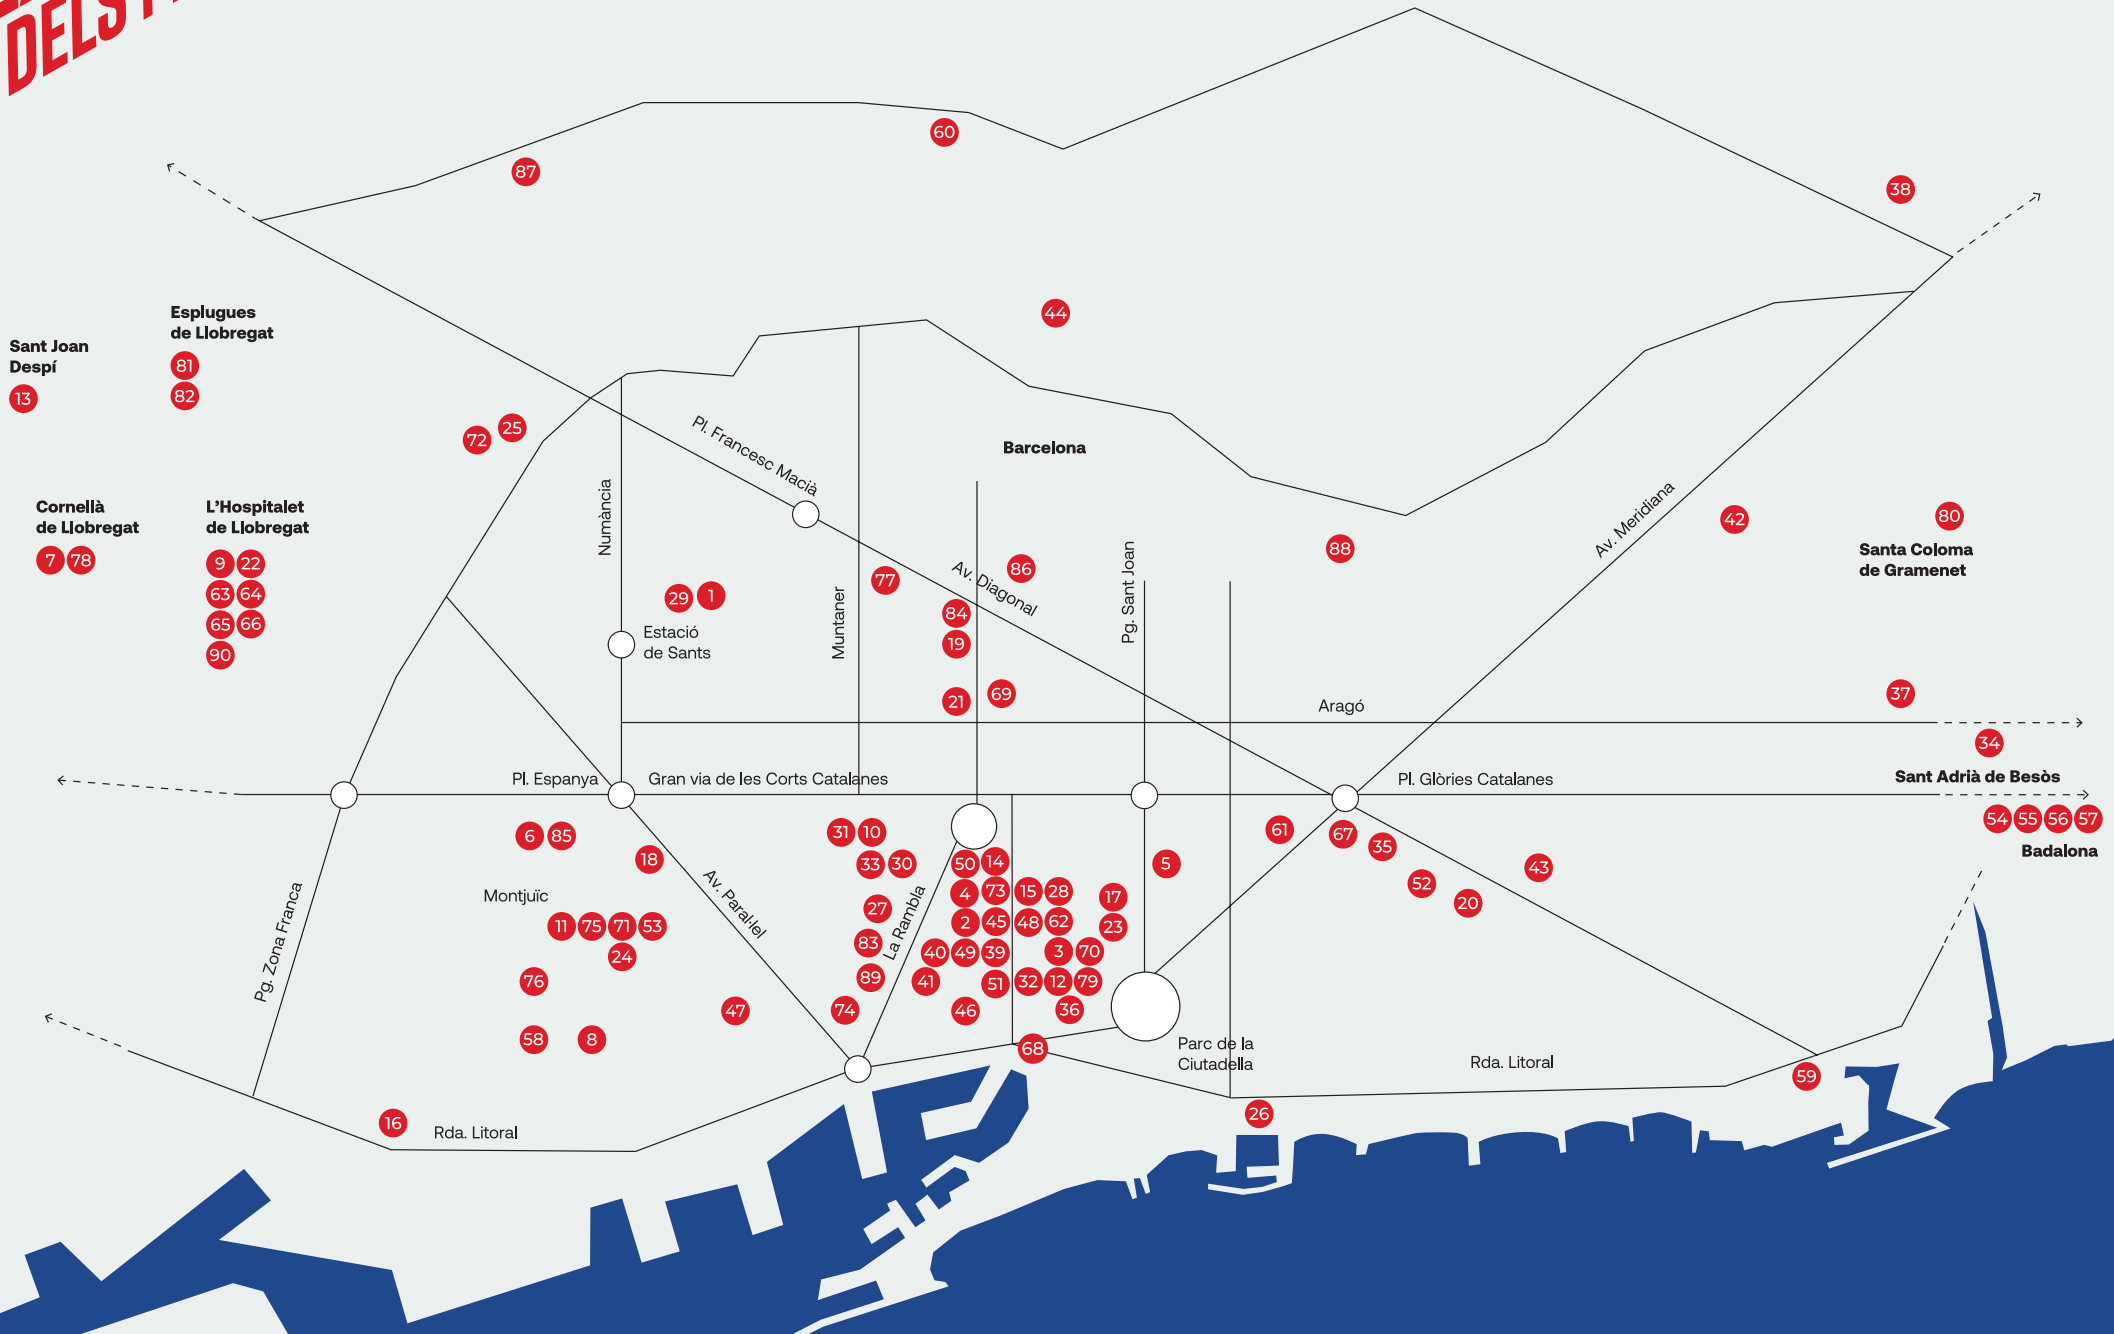 DELS
60
87
38
Esplugues
de Llobregat
81
82
Sant Joan
Despí
13
44
72
25
Pl. Francesc Macià
Barcelona
Cornellà
de Llobregat
7 78
L'Hospitalet
de Llobregat
9 22
63 64
65 66
90
Numància
Muntaner
77
Av. Diagonal
86
84
19
21
69
Pg. Sant Joan
88
Av. Meridiana
42
80
Santa Coloma
de Gramenet
29 1
Estació
de Sants
Aragó
37
34
Sant Adrià de Besòs
Pl. Espanya
Gran via de les Corts Catalanes
Pl. Glòries Catalanes
54 55 56 57
Badalona
6 85
18
Montjuïc
11 75 71 53
24
76
58
8
47
Pg. Zona Franca
Av. Paral·lel
31 10
33 30
27
83
89
74
La Rambla
50 14
4 73 15 28
2 45 48 62
40 49 39 3 70
41 51 32 12 79
46 36
17
23
5
68
61
67
35
52
20
43
Parc de la
Ciutadella
Rda. Litoral
59
26
16
Rda. Litoral